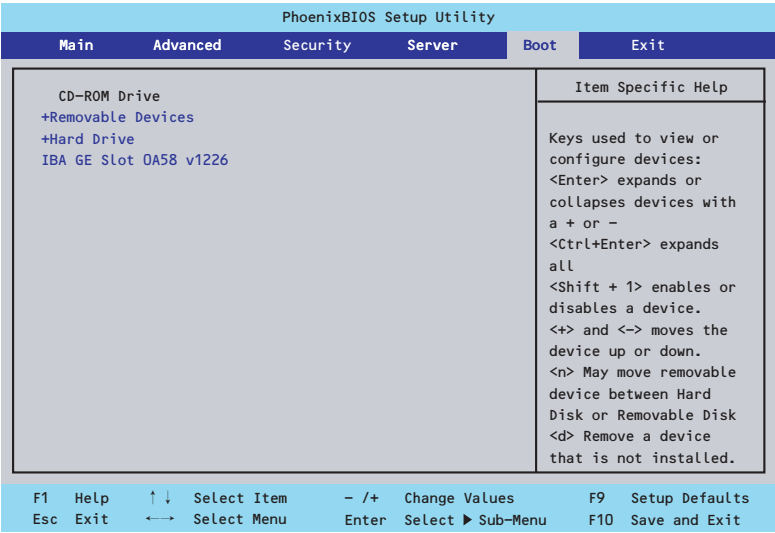 PhoenixBIOS Setup Utility
Main Advanced Security Server Boot Exit
CD-ROM Drive
+Removable Devices
+Hard Drive
IBA GE Slot 0A58 v1226
Item Specific Help
Keys used to view or
configure devices:
<Enter> expands or
collapses devices with
a + or -
<Ctrl+Enter> expands
all
<Shift + 1> enables or
disables a device.
<+> and <-> moves the
device up or down.
<n> May move removable
device between Hard
Disk or Removable Disk
<d> Remove a device
that is not installed.
F1 Help ↑↓ Select Item - /+ Change Values F9 Setup Defaults
Esc Exit ←→ Select Menu Enter Select ▶ Sub-Menu F10 Save and Exit